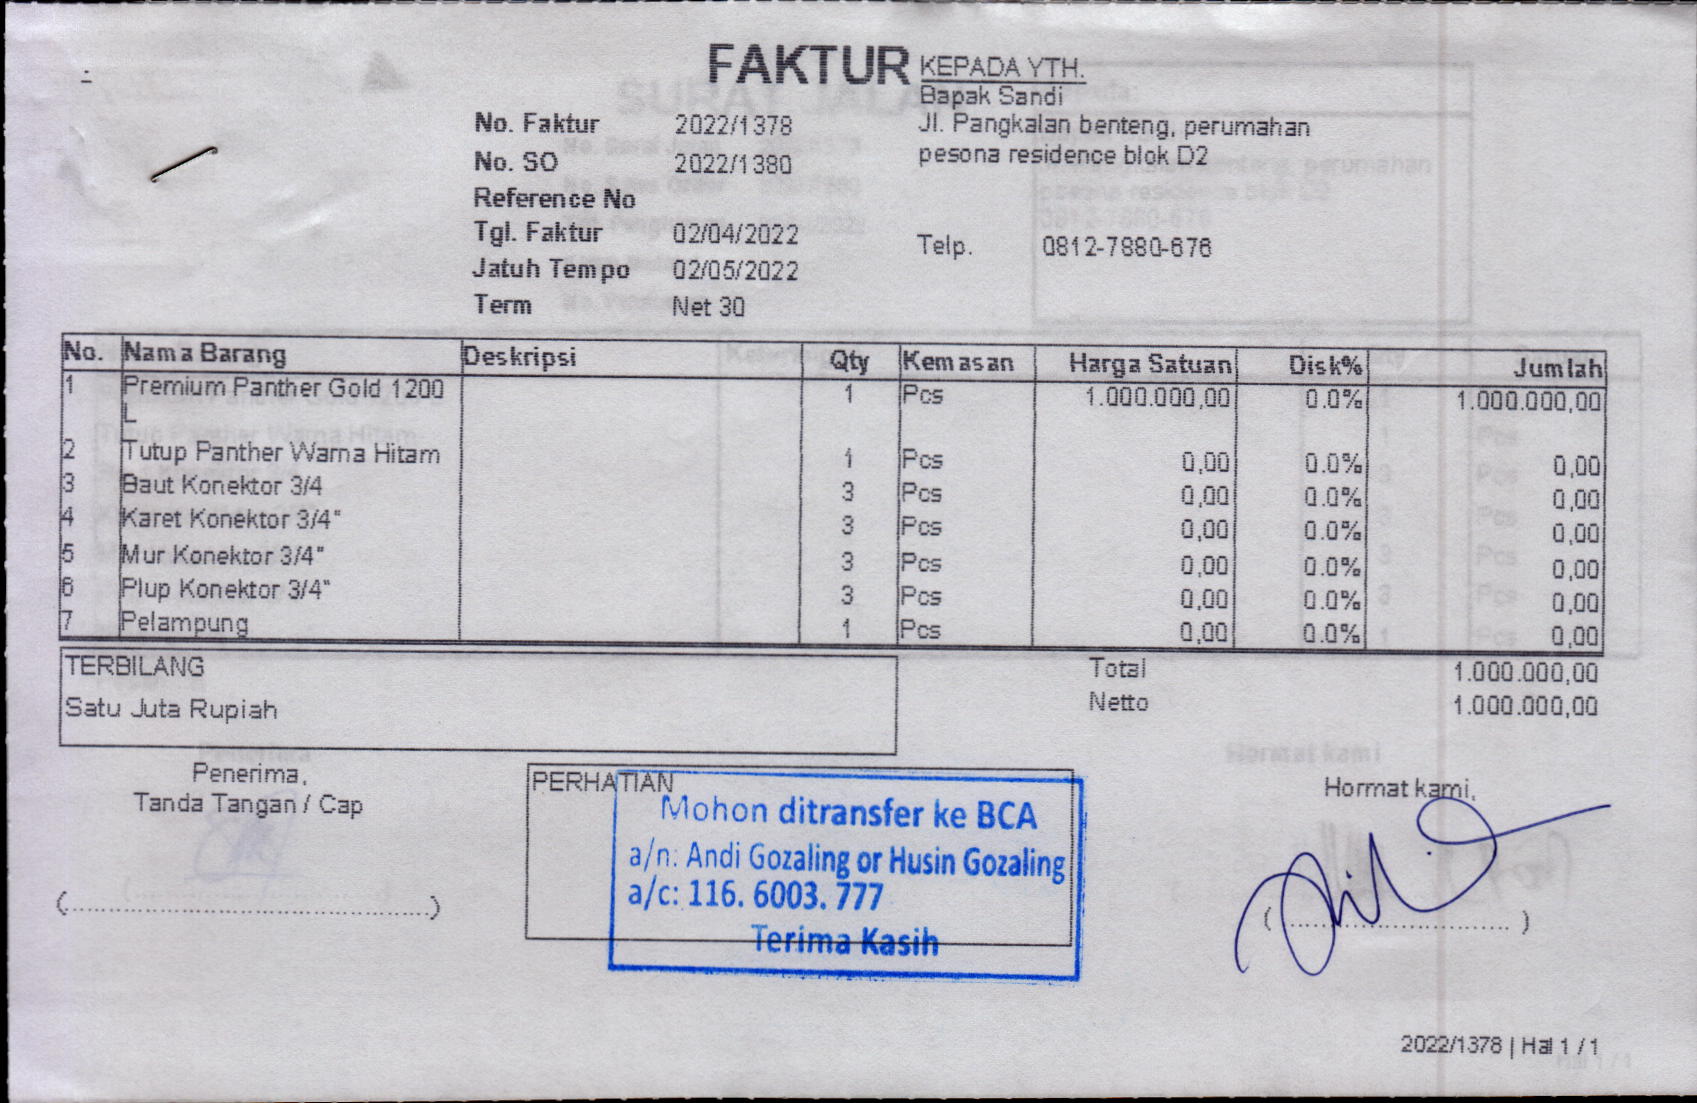 FAKTUR
KEPADA YTH.
Bapak Sandi
Jl. Pangkalan benteng, perumahan
pesona residence blok D2
Telp. 0812-7880-676
No. Faktur 2022/1378
No. SO 2022/1380
Reference No
Tgl. Faktur 02/04/2022
Jatuh Tempo 02/05/2022
Term Net 30
No. Nama Barang Deskripsi Qty Kemasan Harga Satuan Disk% Jumlah
1 Premium Panther Gold 1200 1 Pcs 1.000.000,00 0.0% 1.000.000,00
L
2 Tutup Panther Warna Hitam 1 Pcs 0,00 0.0% 0,00
3 Baut Konektor 3/4 3 Pcs 0,00 0.0% 0,00
4 Karet Konektor 3/4" 3 Pcs 0,00 0.0% 0,00
5 Mur Konektor 3/4" 3 Pcs 0,00 0.0% 0,00
6 Plup Konektor 3/4" 3 Pcs 0,00 0.0% 0,00
7 Pelampung 1 Pcs 0,00 0.0% 0,00
TERBILANG
Satu Juta Rupiah
Total 1.000.000,00
Netto 1.000.000,00
Penerima,
Tanda Tangan / Cap
PERHATIAN
Mohon ditransfer ke BCA
a/n: Andi Gozaling or Husin Gozaling
a/c: 116. 6003. 777
Terima Kasih
Hormat kami,
2022/1378 | Hal 1 / 1